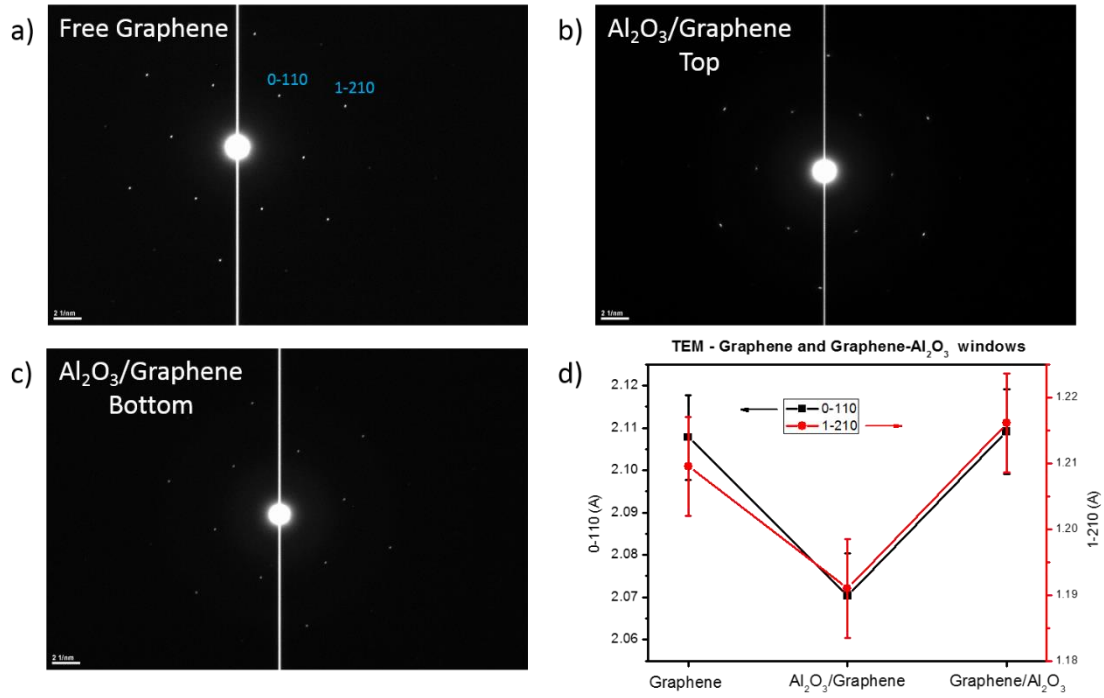 a) Free Graphene
0-110
1-210
2 1/nm
b) Al₂O₃/Graphene
Top
2 1/nm
c) Al₂O₃/Graphene
Bottom
2 1/nm
d) TEM - Graphene and Graphene-Al₂O₃ windows
0-110
1-210
2.12
2.11
2.10
2.09
2.08
2.07
2.06
0-110 (A)
1.22
1.21
1.20
1.19
1.18
1-210 (A)
Graphene
Al₂O₃/Graphene
Graphene/Al₂O₃